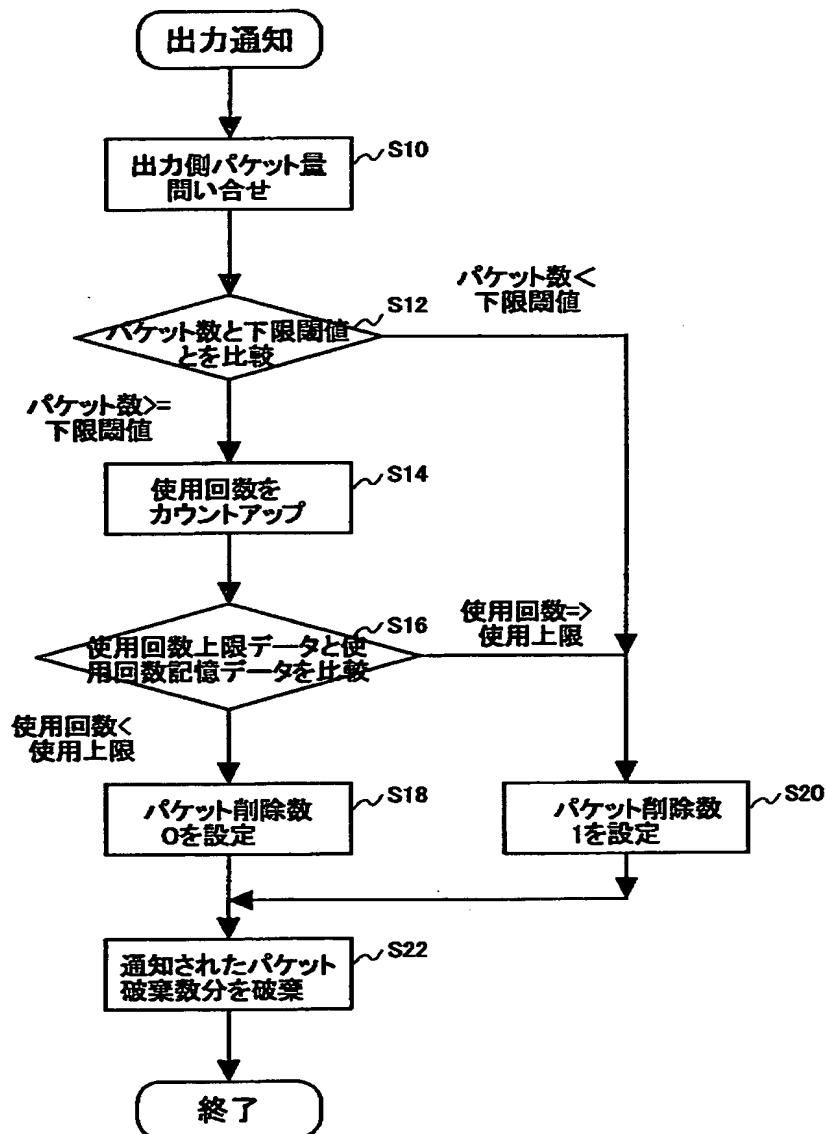 出力通知
出力側パケット量
問い合せ
S10
パケット数<
下限閾値
S12
パケット数と下限閾値
とを比較
パケット数>=
下限閾値
使用回数を
カウントアップ
S14
使用回数=>
使用上限
S16
使用回数上限データと使
用回数記憶データを比較
使用回数<
使用上限
パケット削除数
0を設定
S18
パケット削除数
1を設定
S20
通知されたパケット
破棄数分を破棄
S22
終了